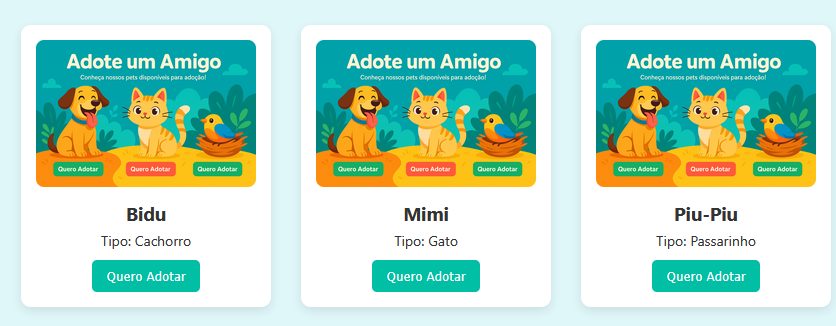 Adote um Amigo
Conheça nossos pets disponíveis para adoção!
Quero Adotar Quero Adotar Quero Adotar
Bidu
Tipo: Cachorro
Quero Adotar
Adote um Amigo
Conheça nossos pets disponíveis para adoção!
Quero Adotar Quero Adotar Quero Adotar
Mimi
Tipo: Gato
Quero Adotar
Adote um Amigo
Conheça nossos pets disponíveis para adoção!
Quero Adotar Quero Adotar Quero Adotar
Piu-Piu
Tipo: Passarinho
Quero Adotar